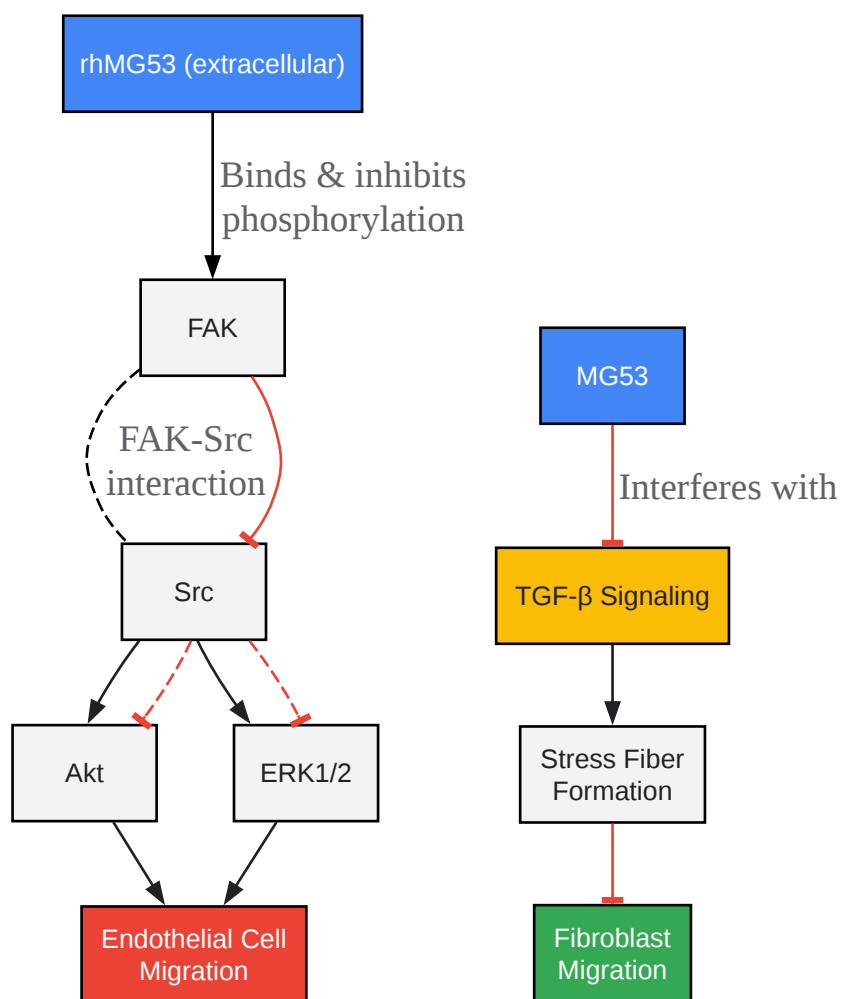 rhMG53 (extracellular)
Binds & inhibits
phosphorylation
FAK
FAK-Src
interaction
Src
Akt
ERK1/2
Endothelial Cell
Migration
MG53
Interferes with
TGF-β Signaling
Stress Fiber
Formation
Fibroblast
Migration